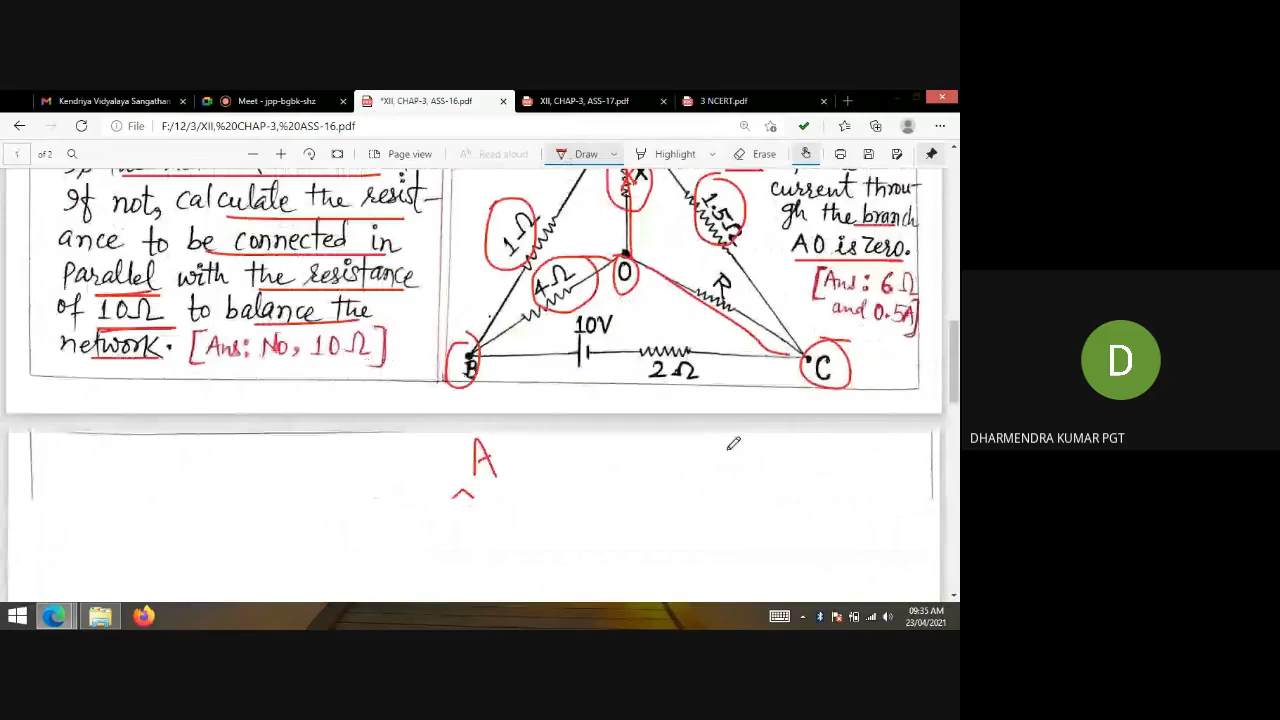 Kendriya Vidyalaya Sangathan
Meet - jpp-bgbk-shz
*XII, CHAP-3, ASS-16.pdf
XII, CHAP-3, ASS-17.pdf
3 NCERT.pdf
File
F:/12/3/XII,%20CHAP-3,%20ASS-16.pdf
of 2
Page view
Read aloud
Draw
Highlight
Erase
If not, calculate the resist-
ance to be connected in
parallel with the resistance
of 10Ω to balance the
network. [Ans: No, 10Ω]
X
1Ω
1.5Ω
4Ω
O
R
10V
B
2Ω
C
current throu-
gh the branch
AO is zero.
[Ans: 6Ω
and 0.5A]
A
D
DHARMENDRA KUMAR PGT
09:35 AM
23/04/2021